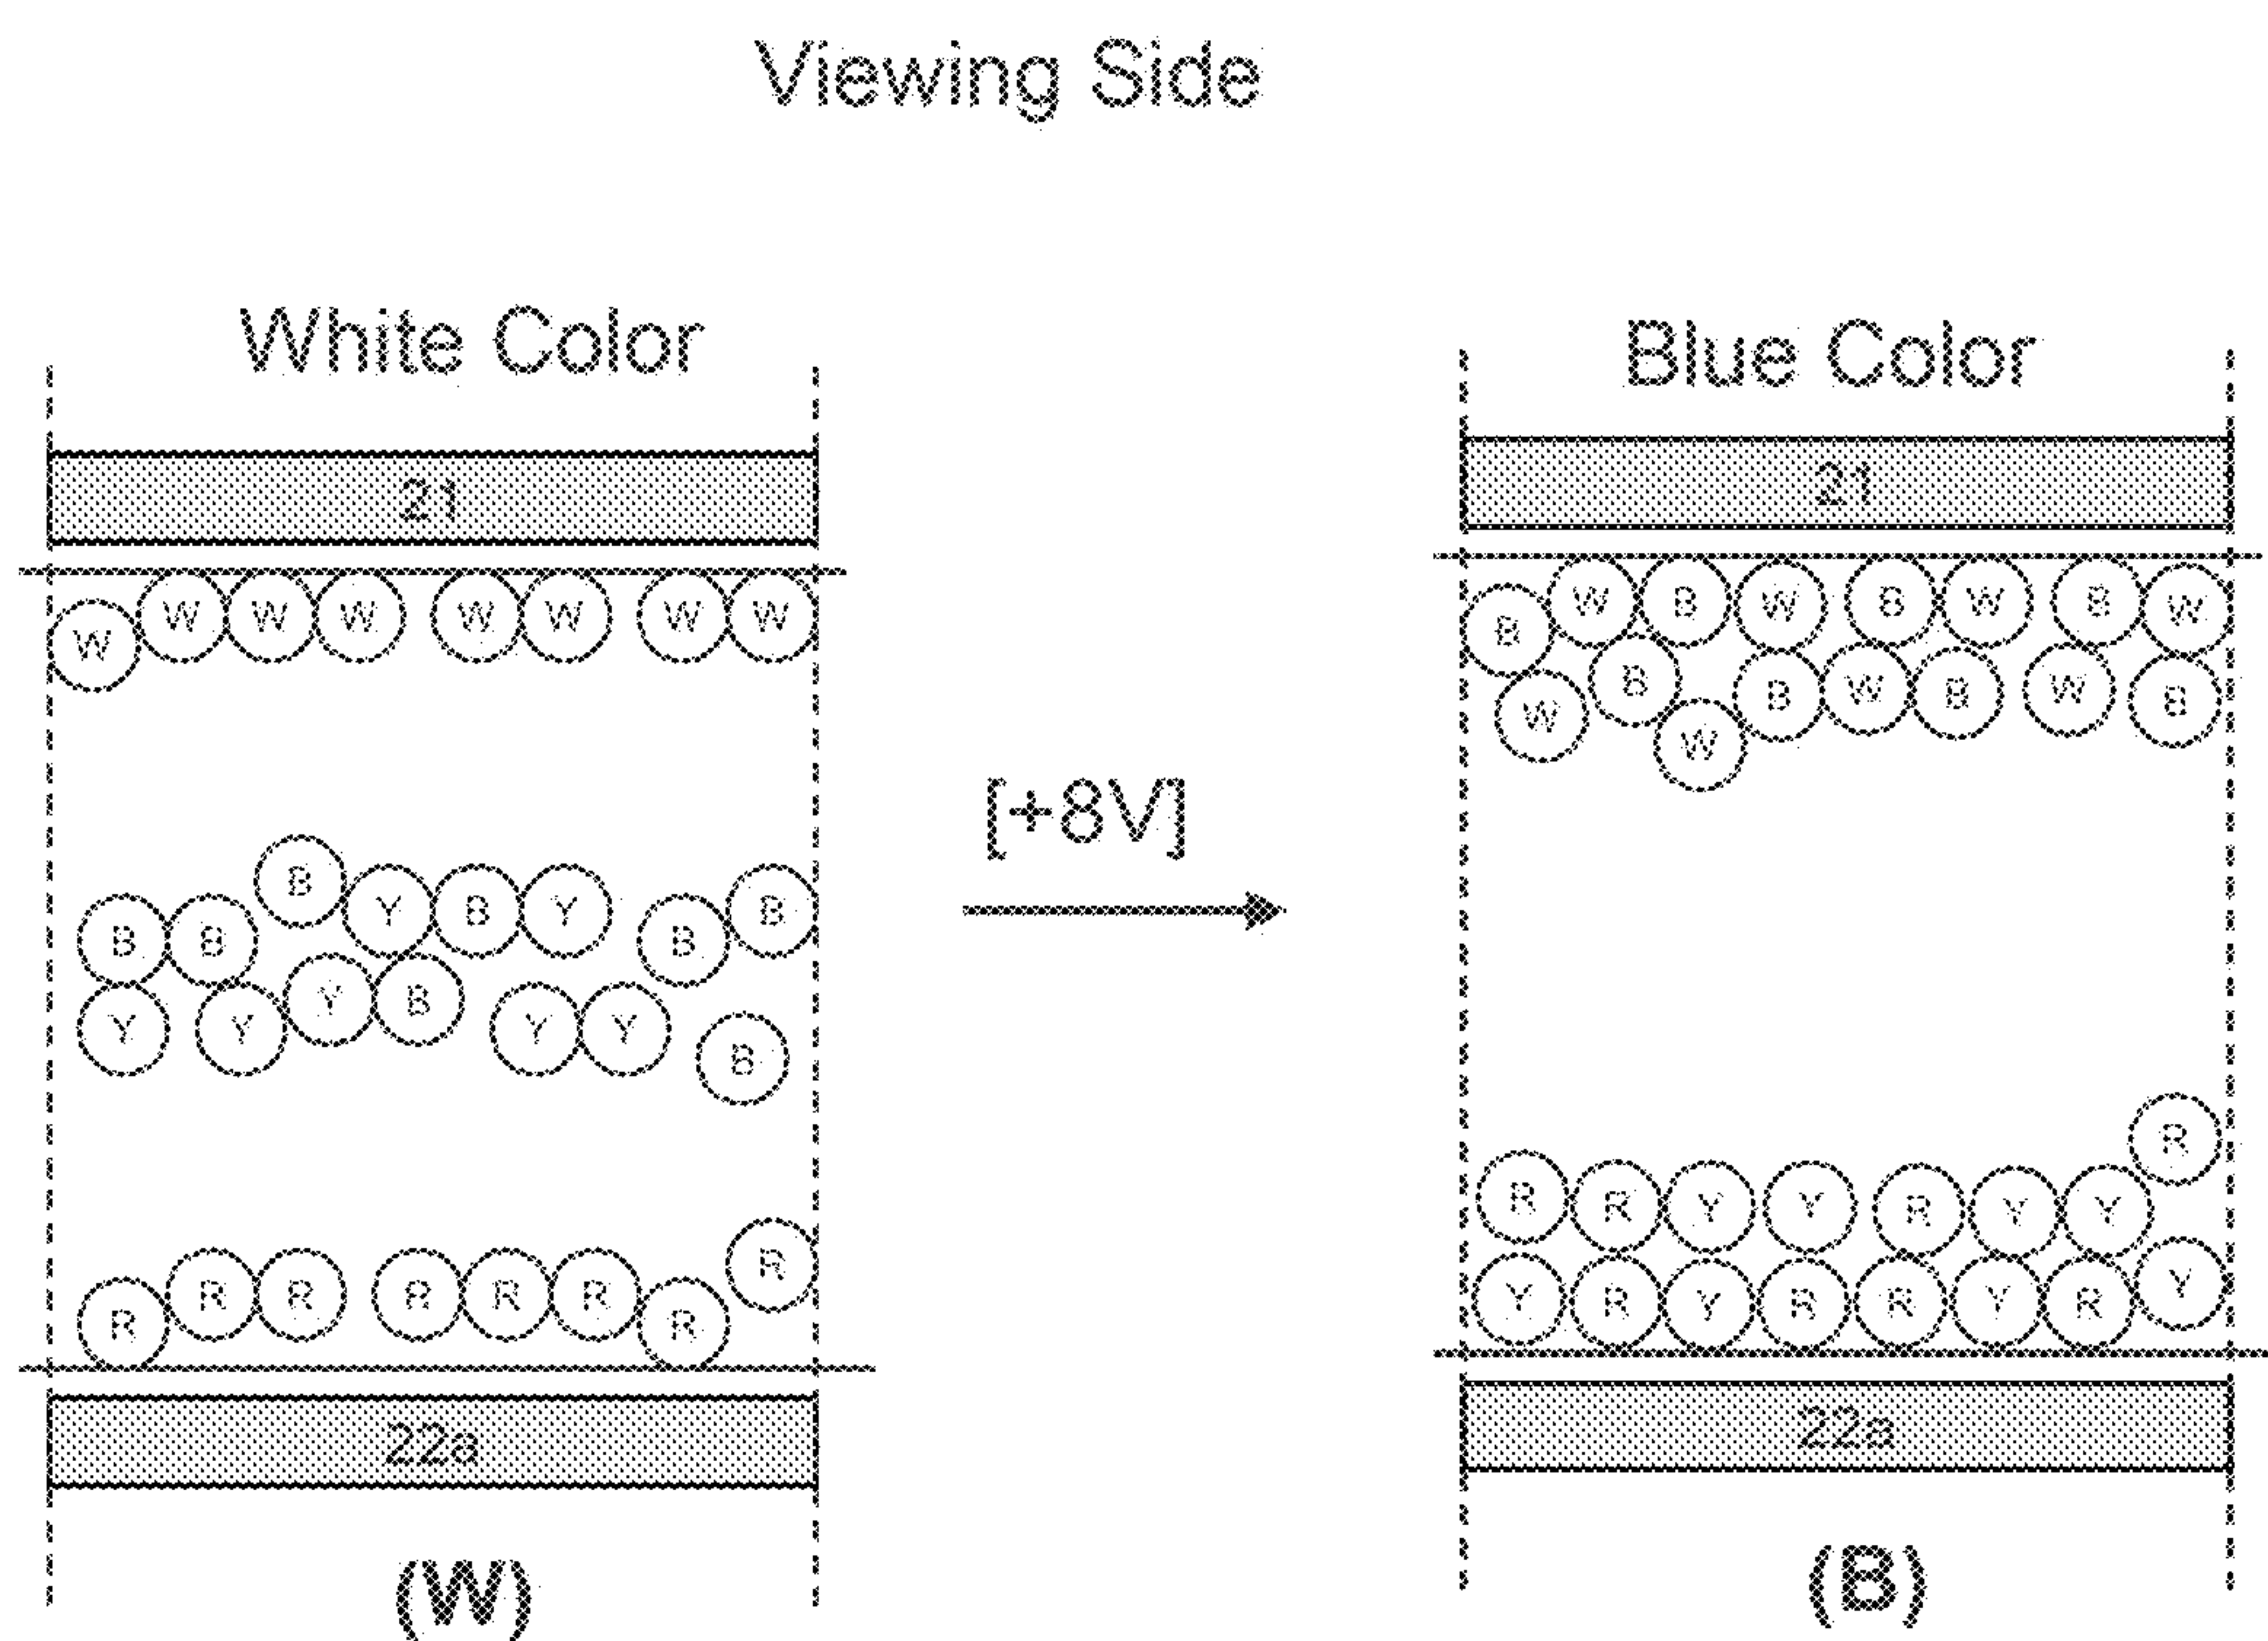 Viewing Side
White Color
21
W W W W W W W W
B B B Y B Y B B
Y Y Y B Y Y B
R R R R R R R R
22a
(W)
[+8V]
Blue Color
21
B W B W B W B W
W B W B W B W B
R R Y Y R Y Y R
Y R Y R R Y R Y
22a
(B)